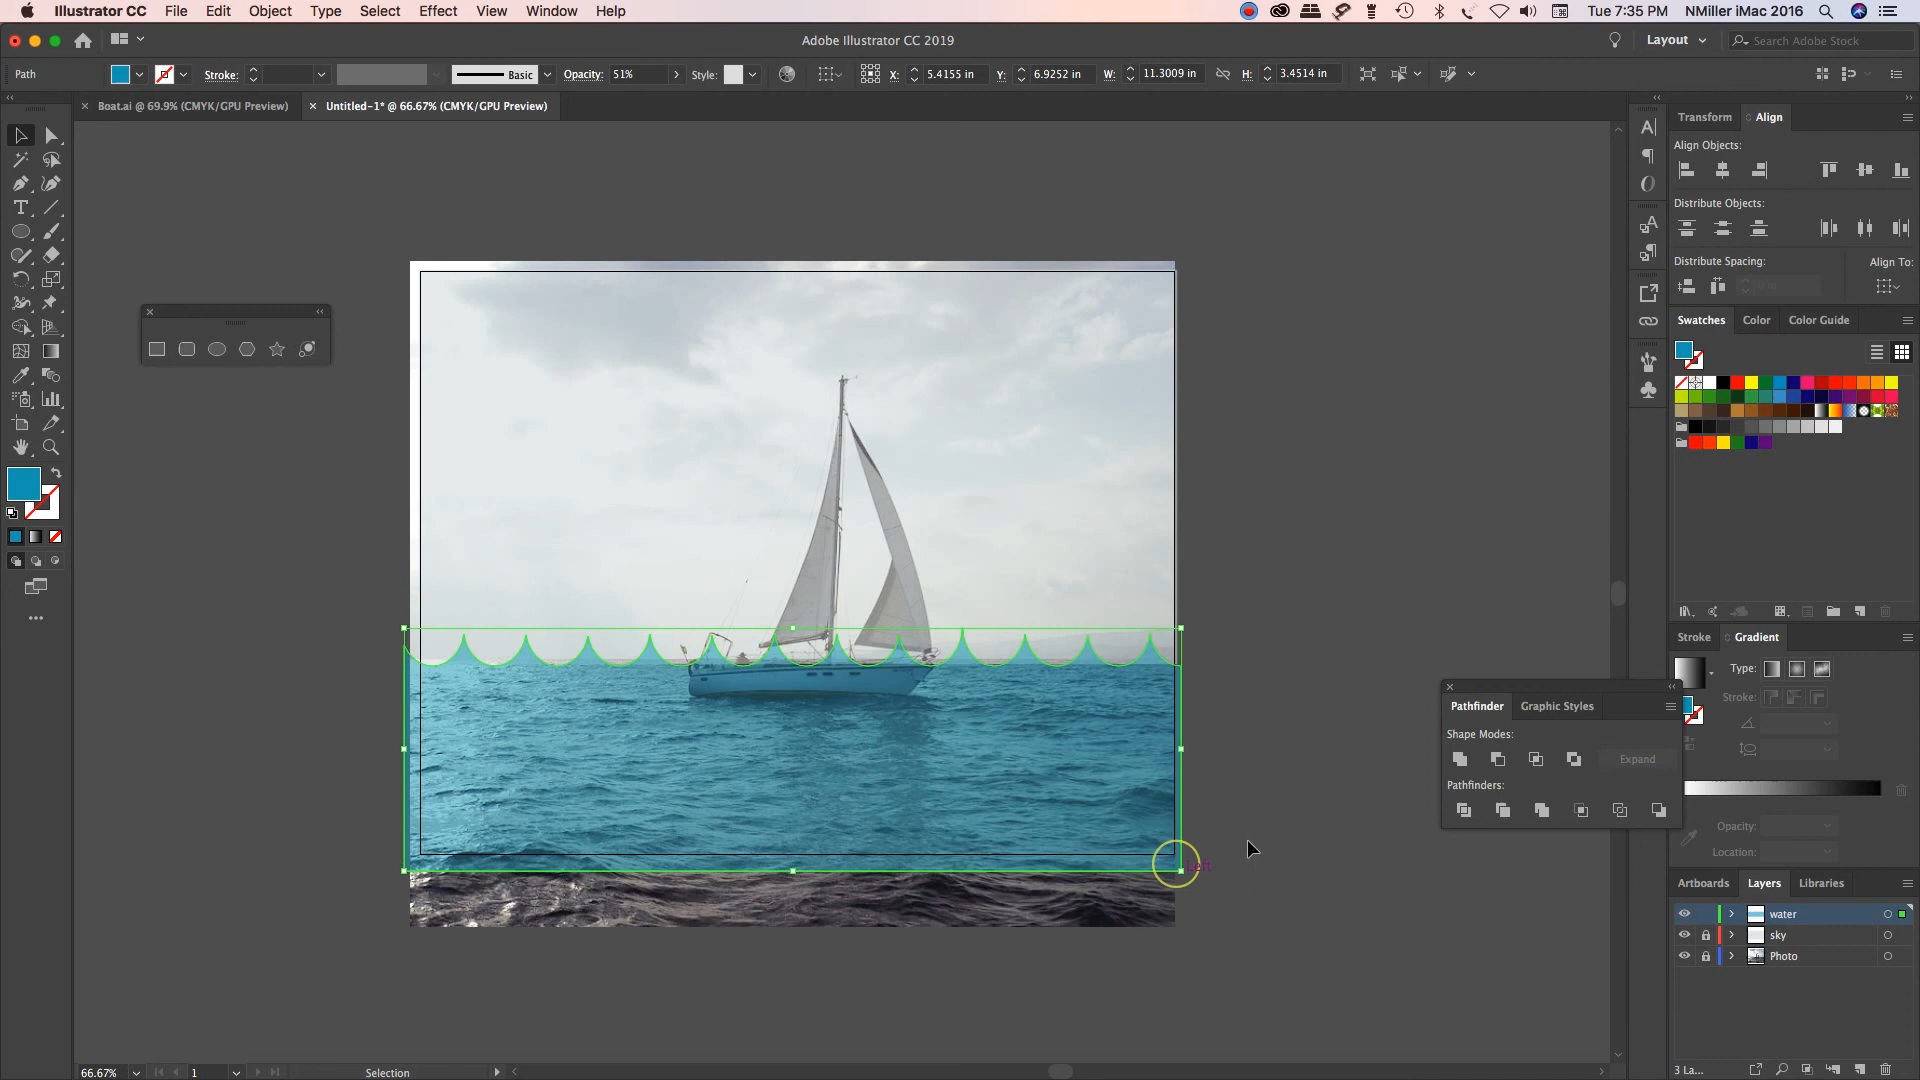 Illustrator CC File Edit Object Type Select Effect View Window Help Tue 7:35 PM NMiller iMac 2016
Adobe Illustrator CC 2019 Layout Search Adobe Stock
Path Stroke: Basic Opacity: 51% Style: X: 5.4155 in Y: 6.9252 in W: 11.3009 in H: 3.4514 in
Boat.ai @ 69.9% (CMYK/GPU Preview) Untitled-1* @ 66.67% (CMYK/GPU Preview)
Transform Align
Align Objects:
Distribute Objects:
Distribute Spacing: Align To:
0 in
Swatches Color Color Guide
Stroke Gradient
Type:
Stroke:
Pathfinder Graphic Styles
Shape Modes:
Expand
Pathfinders:
Opacity:
Location:
Left
Artboards Layers Libraries
water
sky
Photo
3 La...
66.67% 1 Selection